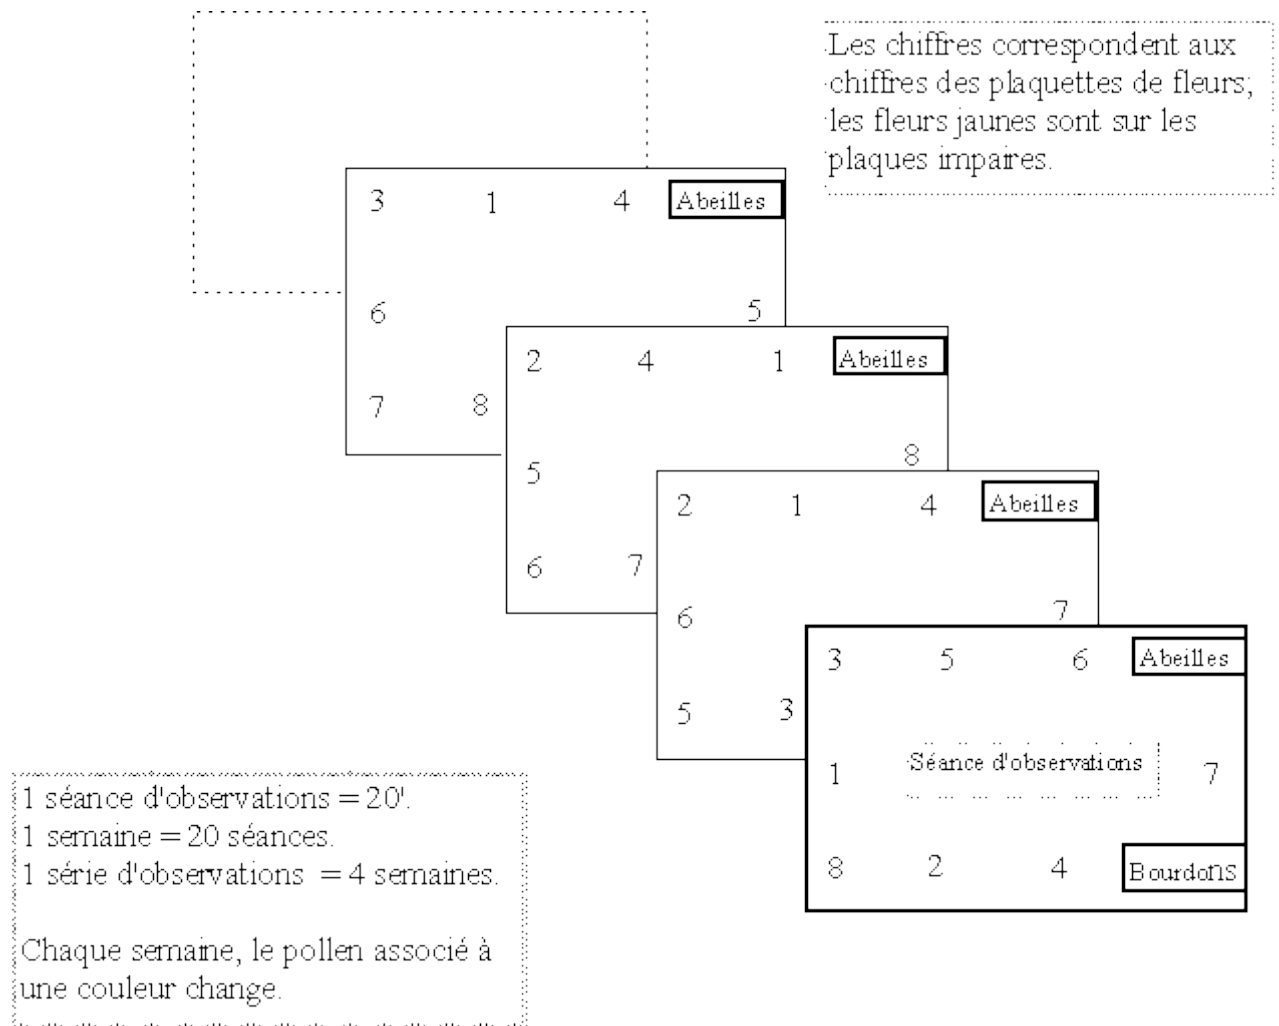 Les chiffres correspondent aux
chiffres des plaquettes de fleurs;
les fleurs jaunes sont sur les
plaques impaires.
3 1 4 Abeilles
6 5
7 8
2 4 1 Abeilles
5 8
6 7
2 1 4 Abeilles
6 7
5 3
3 5 6 Abeilles
1 Séance d'observations 7
8 2 4 Bourdons
1 séance d'observations = 20'.
1 semaine = 20 séances.
1 série d'observations = 4 semaines.
Chaque semaine, le pollen associé à
une couleur change.